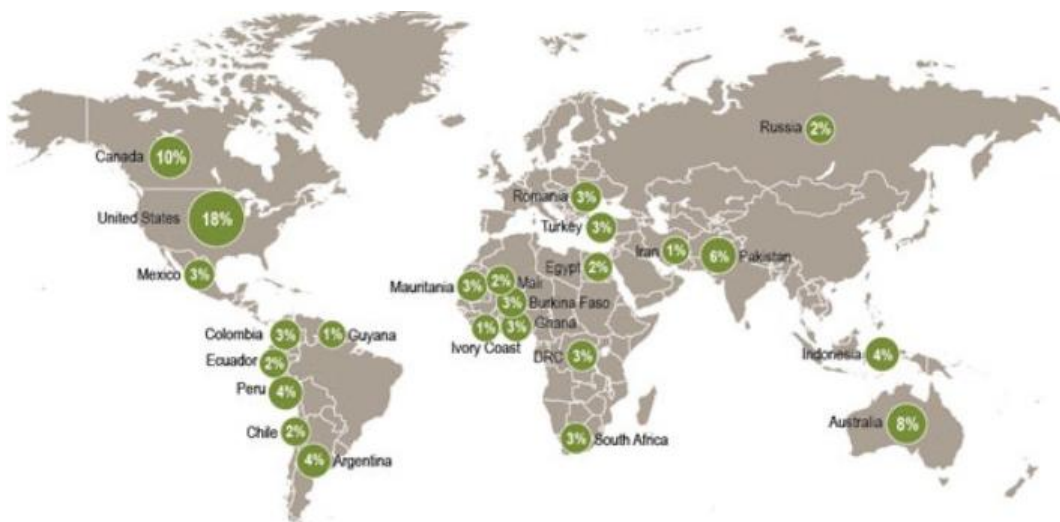 Russia 2%
Canada 10%
Romania 3%
United States 18%
Turkey 3%
Iran 1%
6% Pakistan
Egypt 2%
Mexico 3%
Mauritania 3%
2% Mali
3% Burkina Faso
Colombia 3%
1% Guyana
1%
Ivory Coast
3% Ghana
Ecuador 2%
DRC 3%
Indonesia 4%
Peru 4%
Chile 2%
Australia 8%
3% South Africa
4% Argentina